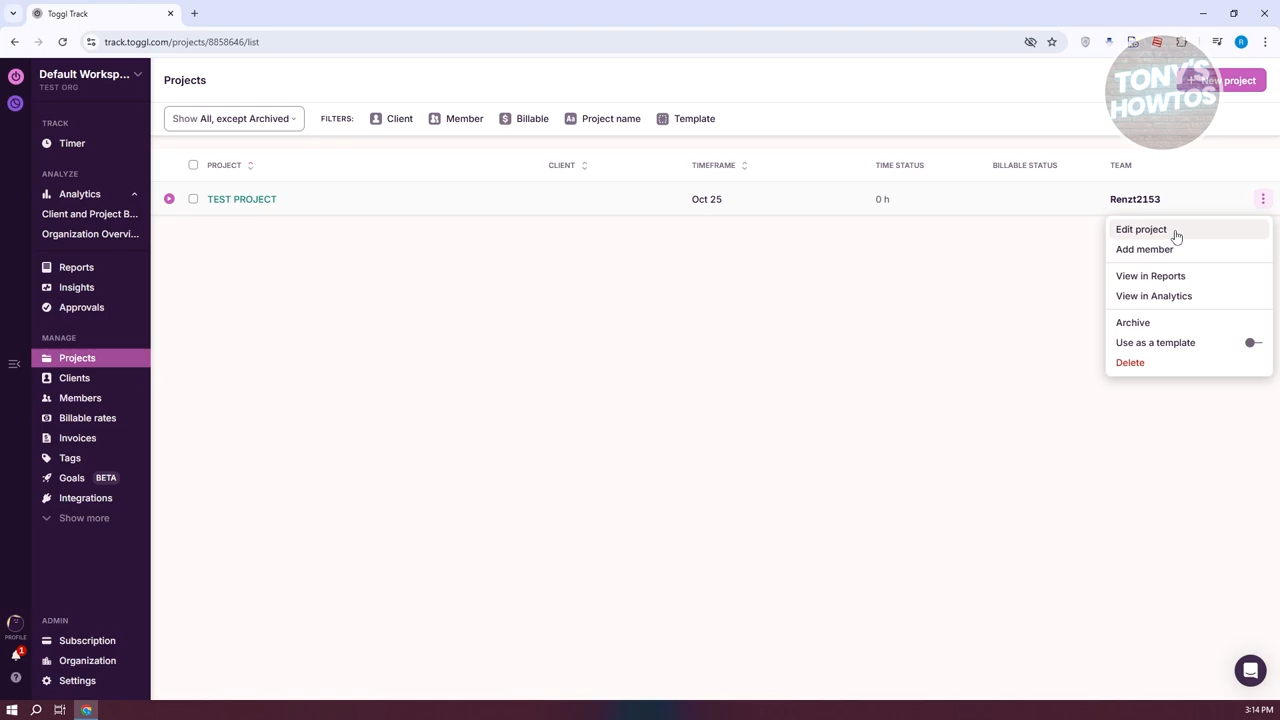 Toggl Track
track.toggl.com/projects/8858646/list
R
Default Worksp...
TEST ORG
TRACK
Timer
ANALYZE
Analytics
Client and Project B...
Organization Overvi...
Reports
Insights
Approvals
MANAGE
Projects
Clients
Members
Billable rates
Invoices
Tags
Goals BETA
Integrations
Show more
ADMIN
Subscription
Organization
Settings
PROFILE
1
Projects
New project
TONY'S
HOWTOS
Show All, except Archived
FILTERS: Client Member Billable Project name Template
PROJECT CLIENT TIMEFRAME TIME STATUS BILLABLE STATUS TEAM
TEST PROJECT Oct 25 0 h Renzt2153
Edit project
Add member
View in Reports
View in Analytics
Archive
Use as a template
Delete
3:14 PM